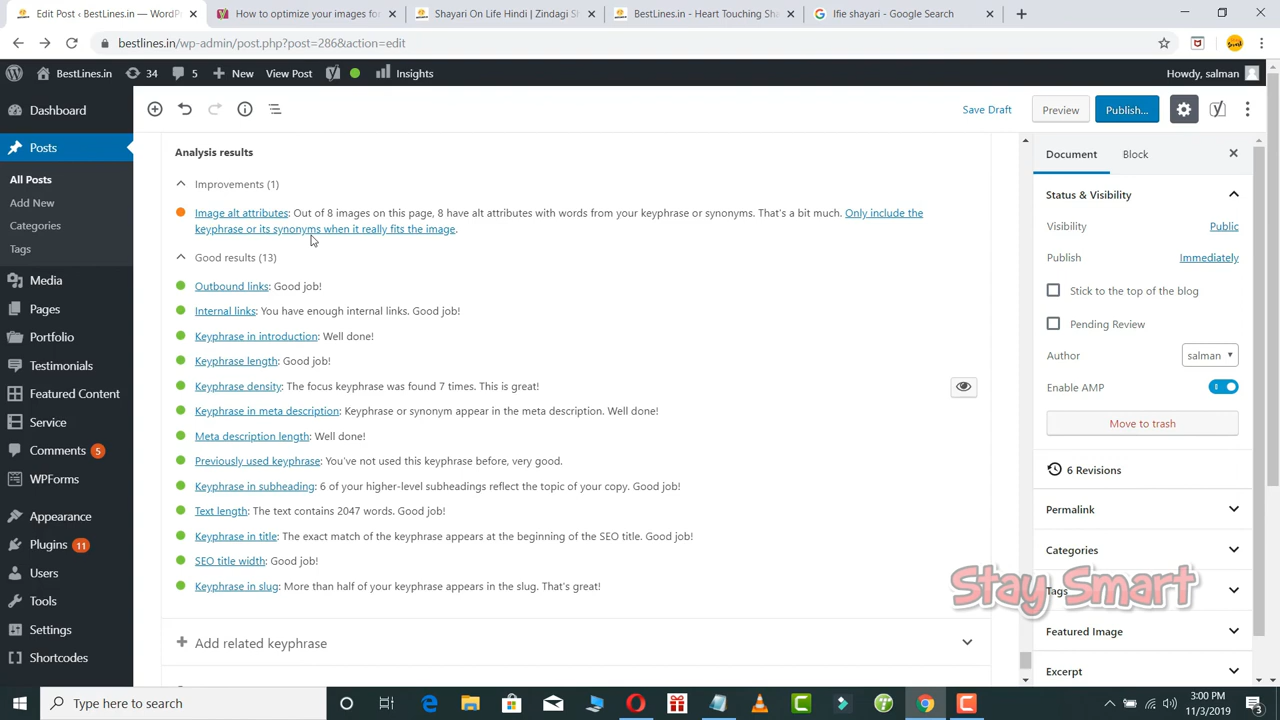 Edit Post ‹ BestLines.in — WordPr
How to optimize your images for
Shayari On Life Hindi | Zindagi Sh
BestLines.in - Heart Touching Sha
lfie shayari - Google Search
bestlines.in/wp-admin/post.php?post=286&action=edit
BestLines.in
34
5
New
View Post
Insights
Howdy, salman
Dashboard
Posts
All Posts
Add New
Categories
Tags
Media
Pages
Portfolio
Testimonials
Featured Content
Service
Comments 5
WPForms
Appearance
Plugins 11
Users
Tools
Settings
Shortcodes
Save Draft
Preview
Publish...
Analysis results
Improvements (1)
Image alt attributes: Out of 8 images on this page, 8 have alt attributes with words from your keyphrase or synonyms. That's a bit much. Only include the
keyphrase or its synonyms when it really fits the image.
Good results (13)
Outbound links: Good job!
Internal links: You have enough internal links. Good job!
Keyphrase in introduction: Well done!
Keyphrase length: Good job!
Keyphrase density: The focus keyphrase was found 7 times. This is great!
Keyphrase in meta description: Keyphrase or synonym appear in the meta description. Well done!
Meta description length: Well done!
Previously used keyphrase: You've not used this keyphrase before, very good.
Keyphrase in subheading: 6 of your higher-level subheadings reflect the topic of your copy. Good job!
Text length: The text contains 2047 words. Good job!
Keyphrase in title: The exact match of the keyphrase appears at the beginning of the SEO title. Good job!
SEO title width: Good job!
Keyphrase in slug: More than half of your keyphrase appears in the slug. That's great!
Add related keyphrase
Document
Block
Status & Visibility
Visibility
Public
Publish
Immediately
Stick to the top of the blog
Pending Review
Author
salman
Enable AMP
Move to trash
6 Revisions
Permalink
Categories
Tags
Featured Image
Excerpt
Stay Smart
Type here to search
3:00 PM
11/3/2019
3